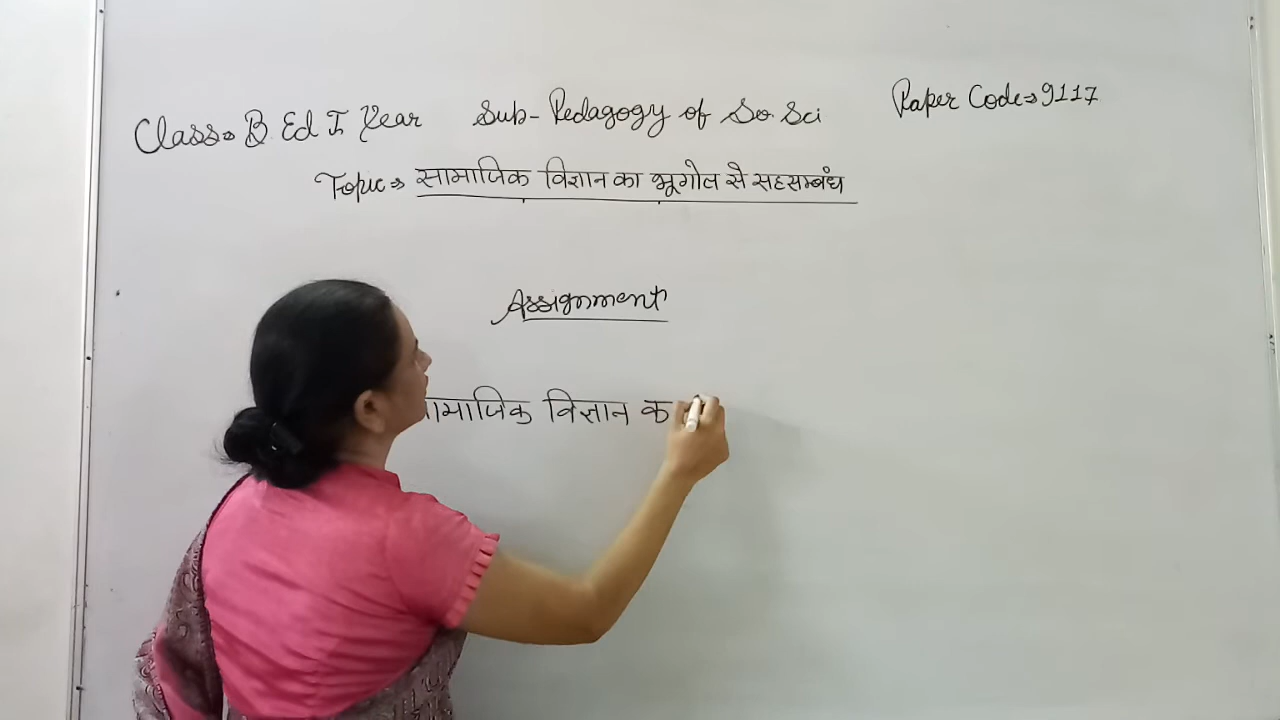 Class⇒ B Ed I Year Sub- Pedagogy of So Sci Paper Code⇒9117
Topic⇒ सामाजिक विज्ञान का भूगोल से सहसम्बंध
Assignment
विज्ञान